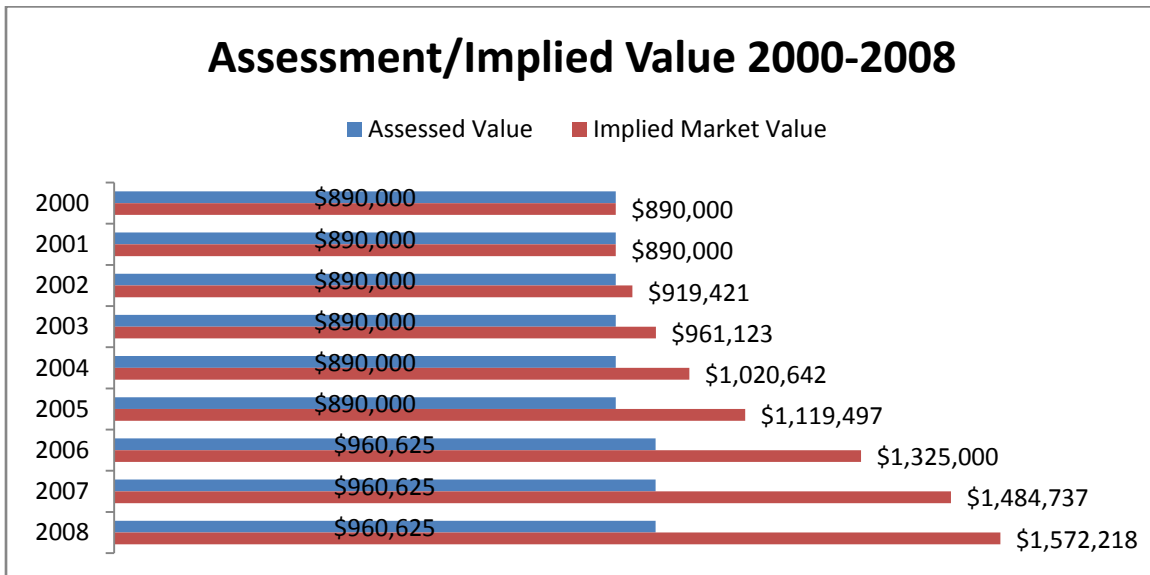 Assessment/Implied Value 2000-2008
Assessed Value Implied Market Value
2000 $890,000 $890,000
2001 $890,000 $890,000
2002 $890,000 $919,421
2003 $890,000 $961,123
2004 $890,000 $1,020,642
2005 $890,000 $1,119,497
2006 $960,625 $1,325,000
2007 $960,625 $1,484,737
2008 $960,625 $1,572,218